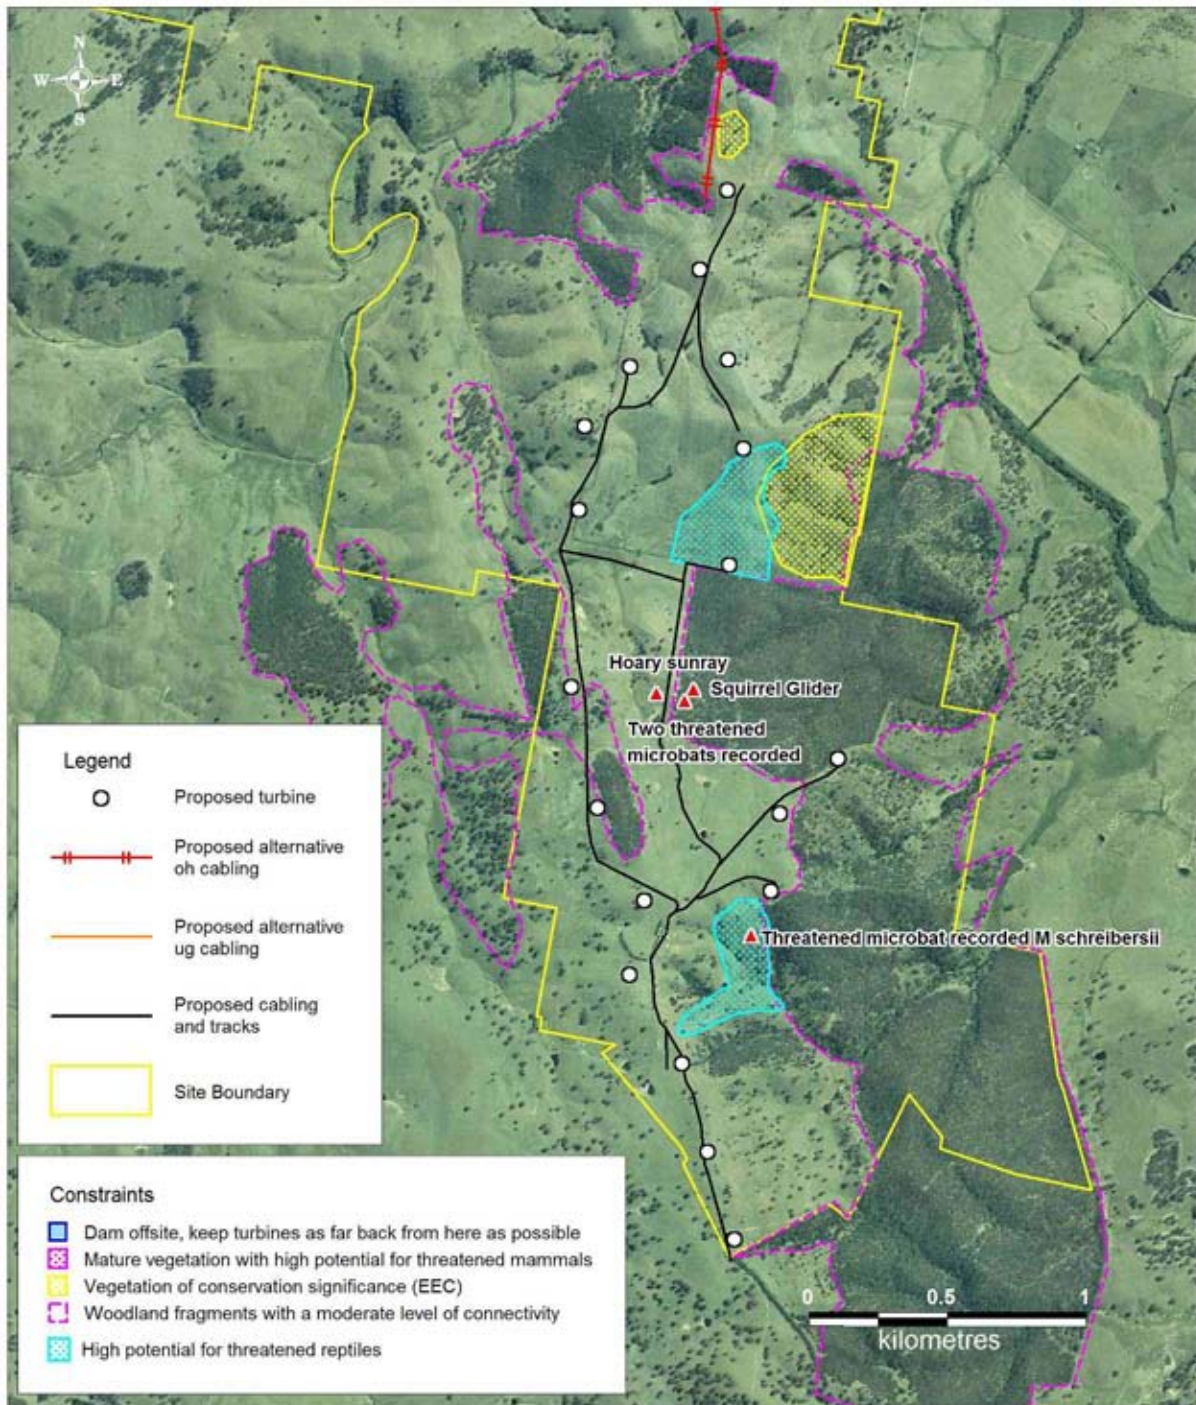 N
W E
S
Hoary sunray
Squirrel Glider
Two threatened
microbats recorded
Threatened microbat recorded M schreibersii
Legend
Proposed turbine
Proposed alternative
oh cabling
Proposed alternative
ug cabling
Proposed cabling
and tracks
Site Boundary
Constraints
Dam offsite, keep turbines as far back from here as possible
Mature vegetation with high potential for threatened mammals
Vegetation of conservation significance (EEC)
Woodland fragments with a moderate level of connectivity
High potential for threatened reptiles
0 0.5 1
kilometres